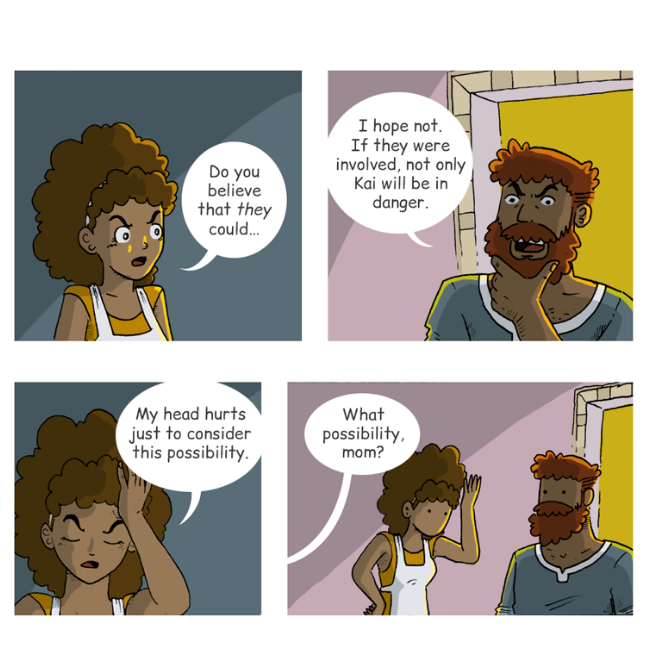 Do you
believe
that they
could...
I hope not.
If they were
involved, not only
Kai will be in
danger.
My head hurts
just to consider
this possibility.
What
possibility,
mom?